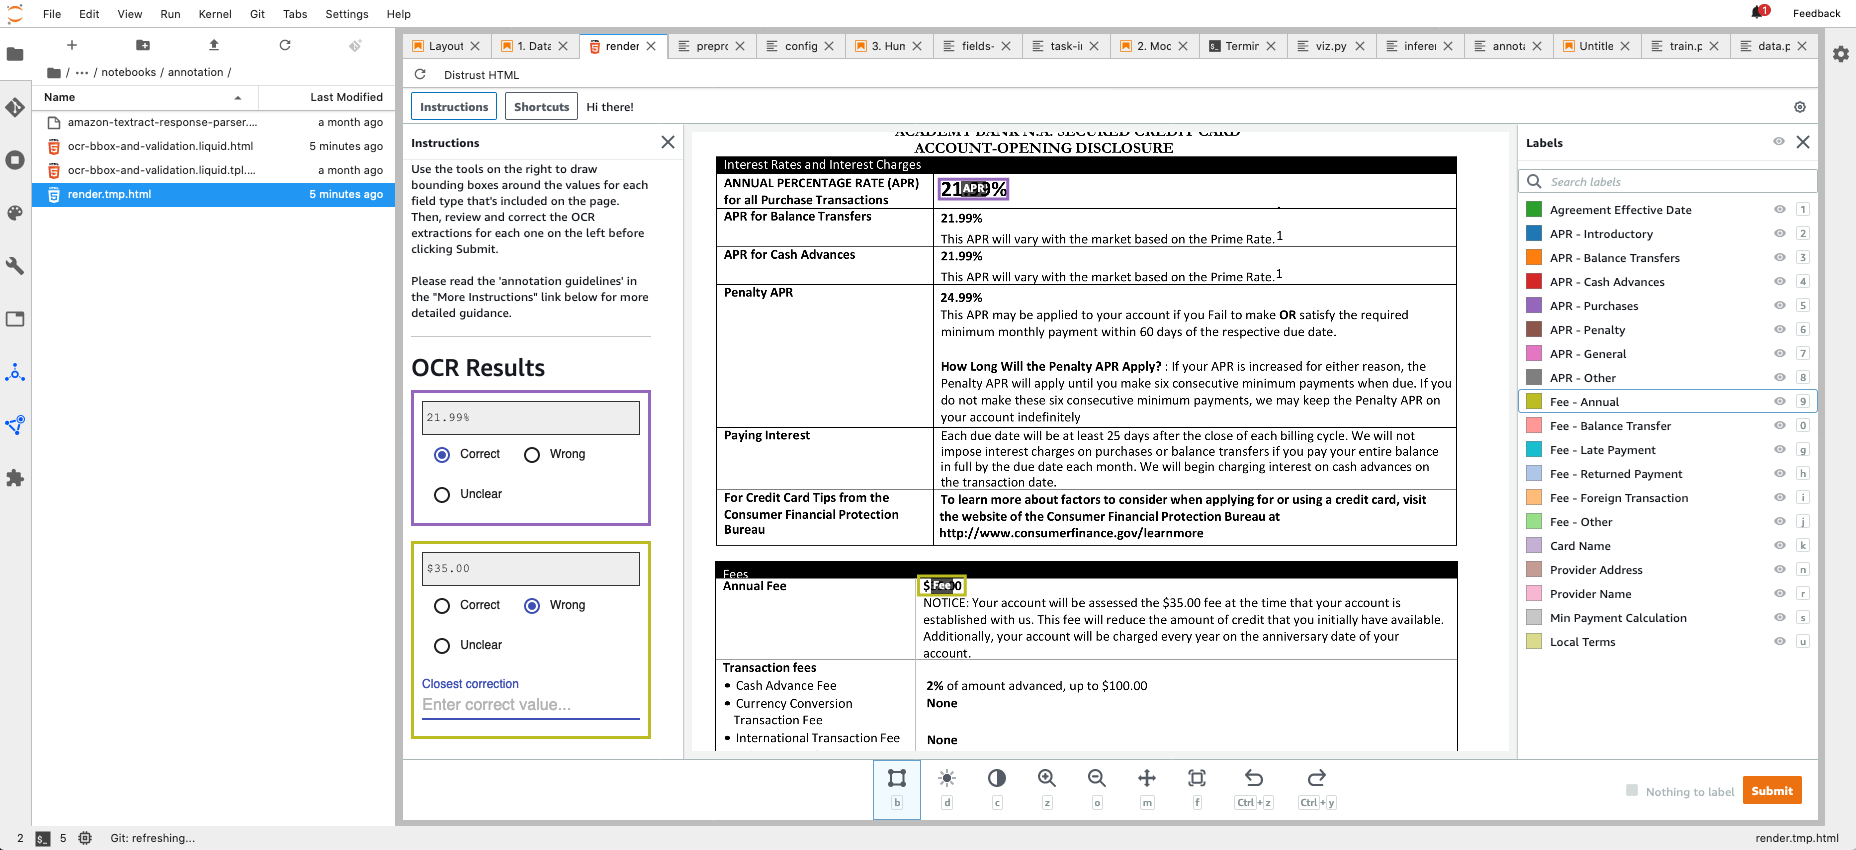 File Edit View Run Kernel Git Tabs Settings Help
1 Feedback
/ ··· / notebooks / annotation /
Name Last Modified
amazon-textract-response-parser.... a month ago
ocr-bbox-and-validation.liquid.html 5 minutes ago
ocr-bbox-and-validation.liquid.tpl.... a month ago
render.tmp.html 5 minutes ago
Layout 1. Data render prepro config 3. Hum fields- task-in 2. Moc Termin viz.py inferen annota Untitle train.p data.p
Distrust HTML
Instructions Shortcuts Hi there!
Instructions
Use the tools on the right to draw
bounding boxes around the values for each
field type that's included on the page.
Then, review and correct the OCR
extractions for each one on the left before
clicking Submit.
Please read the 'annotation guidelines' in
the "More Instructions" link below for more
detailed guidance.
OCR Results
21.99%
Correct Wrong
Unclear
$35.00
Correct Wrong
Unclear
Closest correction
Enter correct value...
ACADEMY BANK N.A. SECURED CREDIT CARD
ACCOUNT-OPENING DISCLOSURE
Interest Rates and Interest Charges
ANNUAL PERCENTAGE RATE (APR)
for all Purchase Transactions
APR
APR for Balance Transfers
21.99%
This APR will vary with the market based on the Prime Rate.1
APR for Cash Advances
21.99%
This APR will vary with the market based on the Prime Rate.1
Penalty APR
24.99%
This APR may be applied to your account if you Fail to make OR satisfy the required
minimum monthly payment within 60 days of the respective due date.
How Long Will the Penalty APR Apply? : If your APR is increased for either reason, the
Penalty APR will apply until you make six consecutive minimum payments when due. If you
do not make these six consecutive minimum payments, we may keep the Penalty APR on
your account indefinitely
Paying Interest
Each due date will be at least 25 days after the close of each billing cycle. We will not
impose interest charges on purchases or balance transfers if you pay your entire balance
in full by the due date each month. We will begin charging interest on cash advances on
the transaction date.
For Credit Card Tips from the
Consumer Financial Protection
Bureau
To learn more about factors to consider when applying for or using a credit card, visit
the website of the Consumer Financial Protection Bureau at
http://www.consumerfinance.gov/learnmore
Fees
Annual Fee
Fee
NOTICE: Your account will be assessed the $35.00 fee at the time that your account is
established with us. This fee will reduce the amount of credit that you initially have available.
Additionally, your account will be charged every year on the anniversary date of your
account.
Transaction fees
• Cash Advance Fee
2% of amount advanced, up to $100.00
• Currency Conversion
Transaction Fee
None
• International Transaction Fee
None
Labels
Search labels
Agreement Effective Date 1
APR - Introductory 2
APR - Balance Transfers 3
APR - Cash Advances 4
APR - Purchases 5
APR - Penalty 6
APR - General 7
APR - Other 8
Fee - Annual 9
Fee - Balance Transfer 0
Fee - Late Payment g
Fee - Returned Payment h
Fee - Foreign Transaction i
Fee - Other j
Card Name k
Provider Address n
Provider Name r
Min Payment Calculation s
Local Terms u
b d c z o m f Ctrl+z Ctrl+y
Nothing to label Submit
2 $_ 5 Git: refreshing...
render.tmp.html